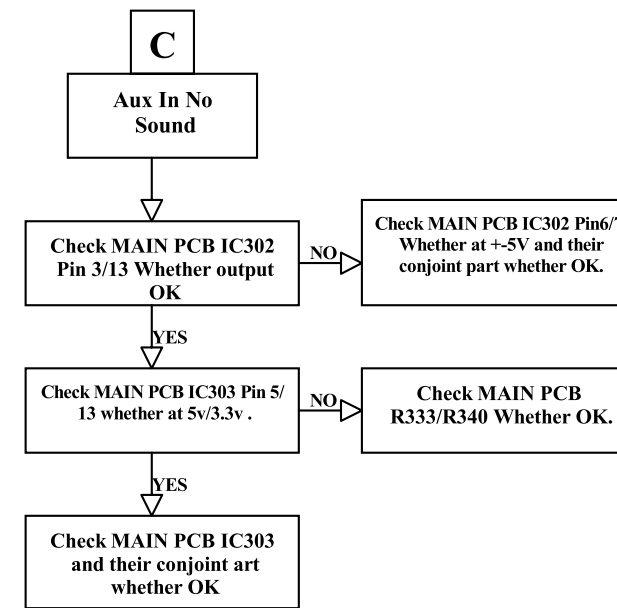 C
Aux In No
Sound
Check MAIN PCB IC302
Pin 3/13 Whether output
OK
NO
Check MAIN PCB IC302 Pin6/
Whether at +-5V and their
conjoint part whether OK.
YES
Check MAIN PCB IC303 Pin 5/
13 whether at 5v/3.3v .
NO
Check MAIN PCB
R333/R340 Whether OK.
YES
Check MAIN PCB IC303
and their conjoint art
whether OK